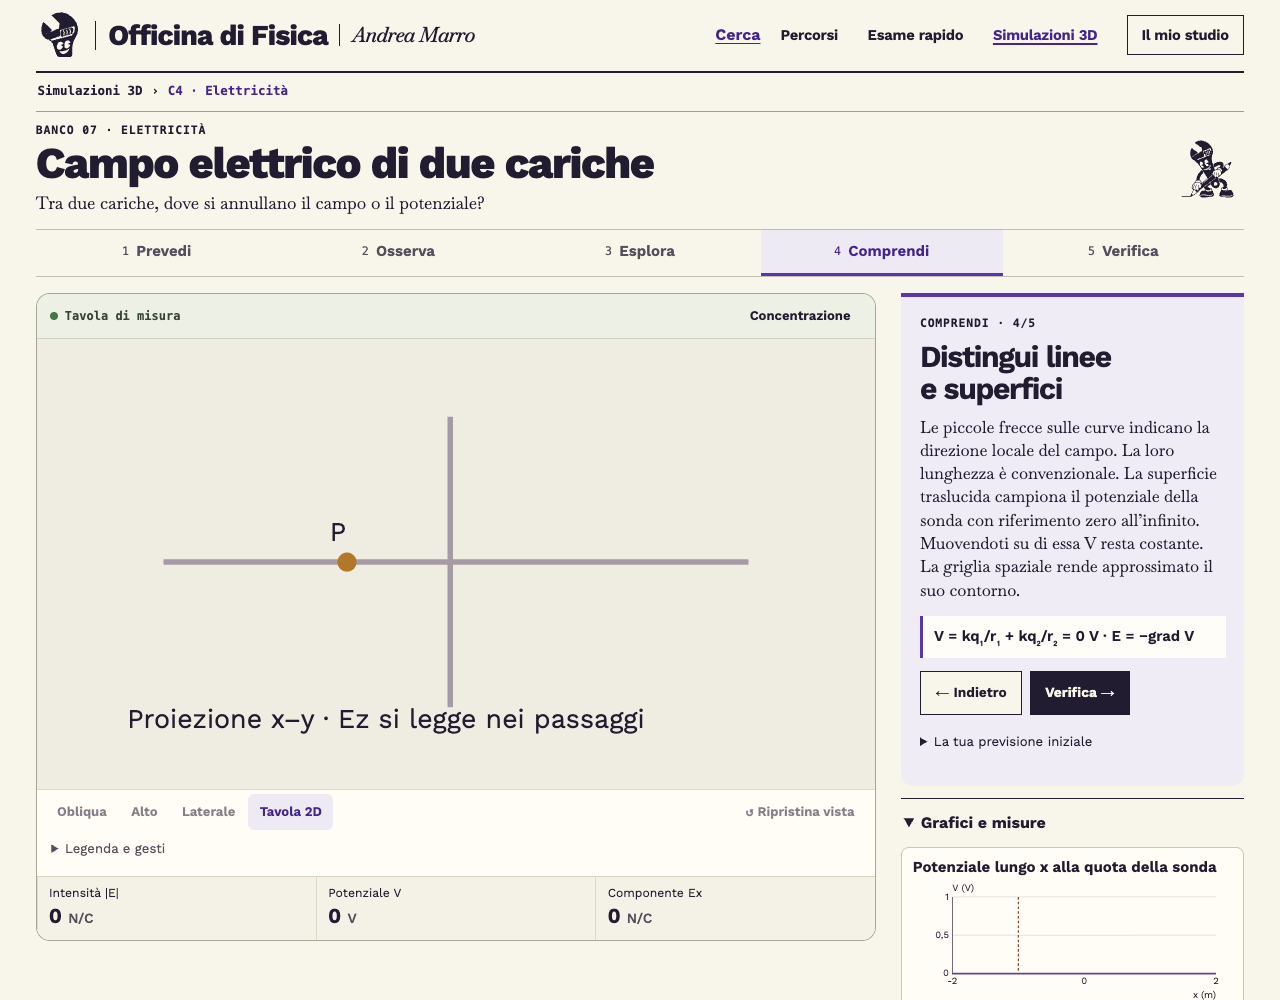 Officina di Fisica
Andrea Marro
Cerca
Percorsi
Esame rapido
Simulazioni 3D
Il mio studio
Simulazioni 3D › C4 · Elettricità
BANCO 07 · ELETTRICITÀ
Campo elettrico di due cariche
Tra due cariche, dove si annullano il campo o il potenziale?
1 Prevedi
2 Osserva
3 Esplora
4 Comprendi
5 Verifica
Tavola di misura
Concentrazione
P
Proiezione x–y · Ez si legge nei passaggi
Obliqua
Alto
Laterale
Tavola 2D
↺ Ripristina vista
▶ Legenda e gesti
Intensità |E|
0 N/C
Potenziale V
0 V
Componente Ex
0 N/C
COMPRENDI · 4/5
Distingui linee
e superfici
Le piccole frecce sulle curve indicano la
direzione locale del campo. La loro
lunghezza è convenzionale. La superficie
traslucida campiona il potenziale della
sonda con riferimento zero all’infinito.
Muovendoti su di essa V resta costante.
La griglia spaziale rende approssimato il
suo contorno.
V = kq₁/r₁ + kq₂/r₂ = 0 V · E = −grad V
← Indietro
Verifica →
▶ La tua previsione iniziale
▼ Grafici e misure
Potenziale lungo x alla quota della sonda
V (V)
1
0,5
0
-2
0
2
x (m)